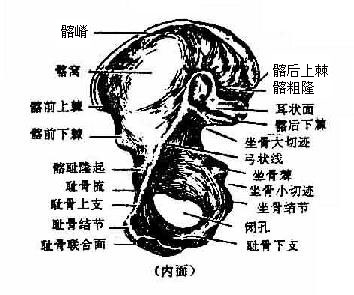 髂嵴
髂窝
髂前上棘
髂前下棘
髂耻隆起
耻骨梳
耻骨上支
耻骨结节
耻骨联合面
髂后上棘
髂粗隆
耳状面
髂后下棘
坐骨大切迹
弓状线
坐骨棘
坐骨小切迹
坐骨结节
闭孔
耻骨下支
(内面)